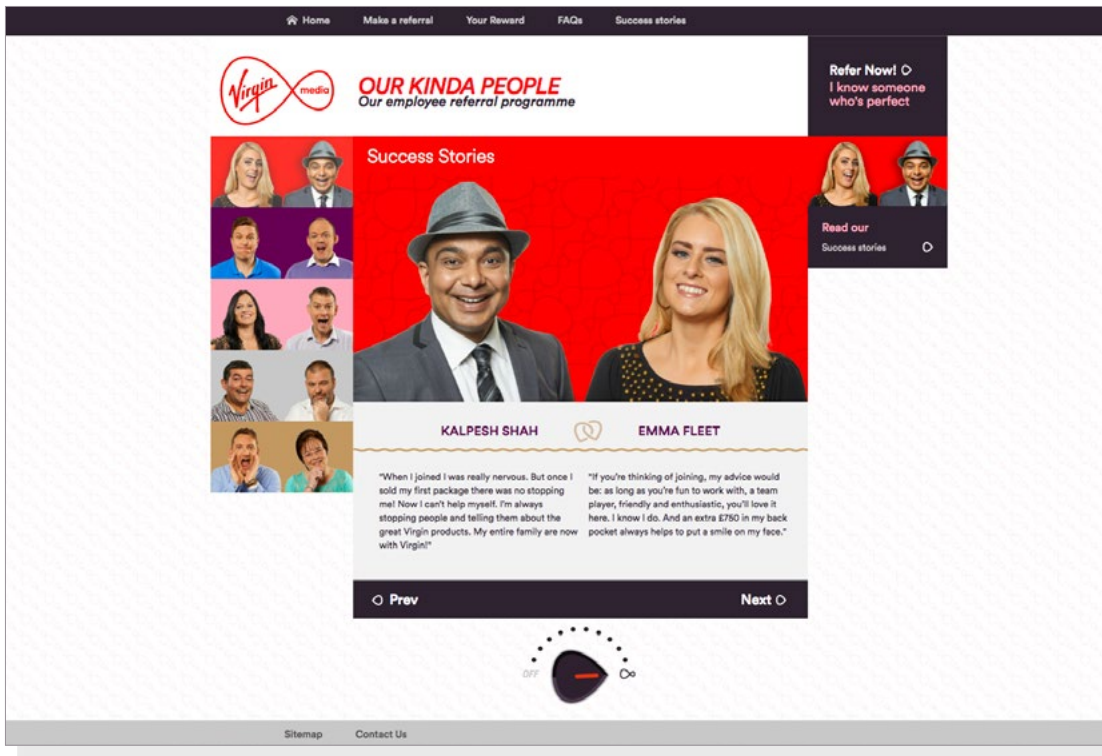 Home Make a referral Your Reward FAQs Success stories
Virgin media
OUR KINDA PEOPLE
Our employee referral programme
Refer Now!
I know someone
who's perfect
Success Stories
Read our
Success stories
KALPESH SHAH EMMA FLEET
"When I joined I was really nervous. But once I
sold my first package there was no stopping
me! Now I can't help myself. I'm always
stopping people and telling them about the
great Virgin products. My entire family are now
with Virgin!"
"If you're thinking of joining, my advice would
be: as long as you're fun to work with, a team
player, friendly and enthusiastic, you'll love it
here. I know I do. And an extra £750 in my back
pocket always helps to put a smile on my face."
Prev Next
OFF
Sitemap Contact Us